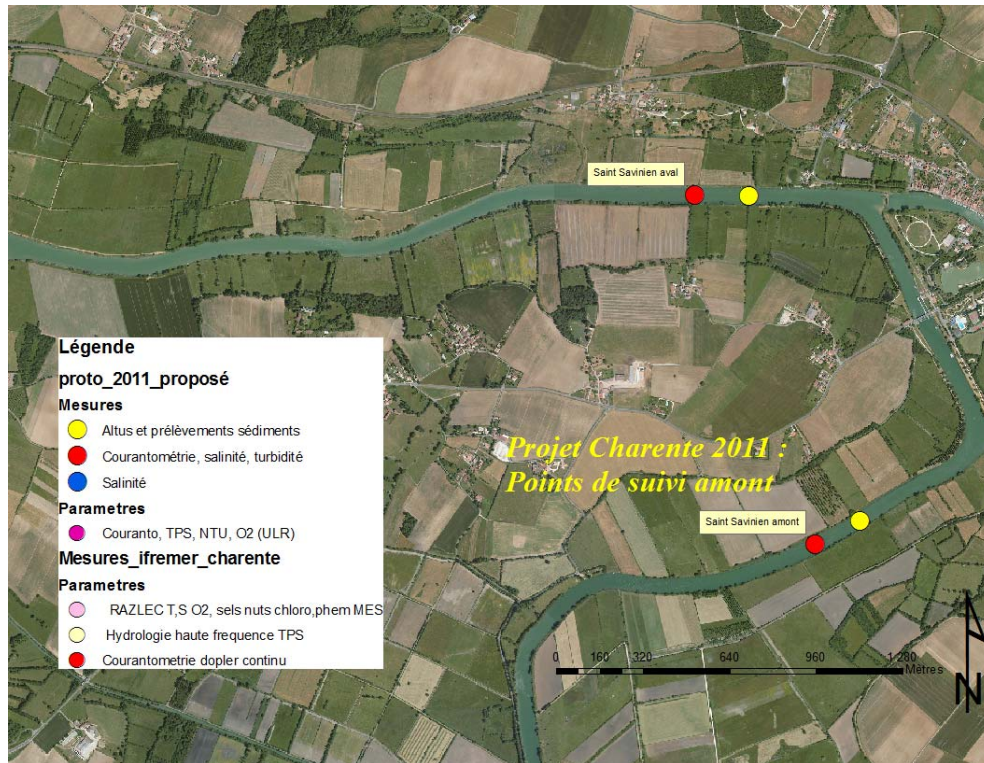 Saint Savinien aval
Légende
proto_2011_proposé
Mesures
Altus et prélèvements sédiments
Courantométrie, salinité, turbidité
Salinité
Parametres
Couranto, TPS, NTU, O2 (ULR)
Mesures_ifremer_charente
Parametres
RAZLEC T,S O2, sels nuts chloro,phem MES
Hydrologie haute frequence TPS
Courantometrie dopler continu
Projet Charente 2011 :
Points de suivi amont
Saint Savinien amont
0 160 320 640 960 1 280
Mètres
N